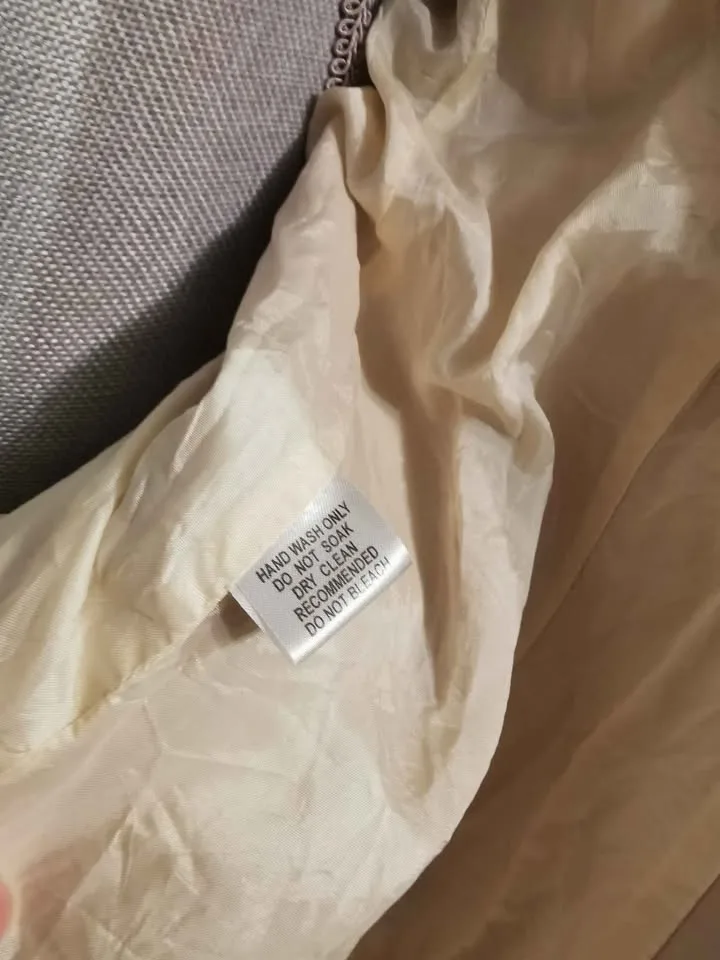 HAND WASH ONLY
DO NOT SOAK
DRY CLEAN
RECOMMENDED
DO NOT BLEACH